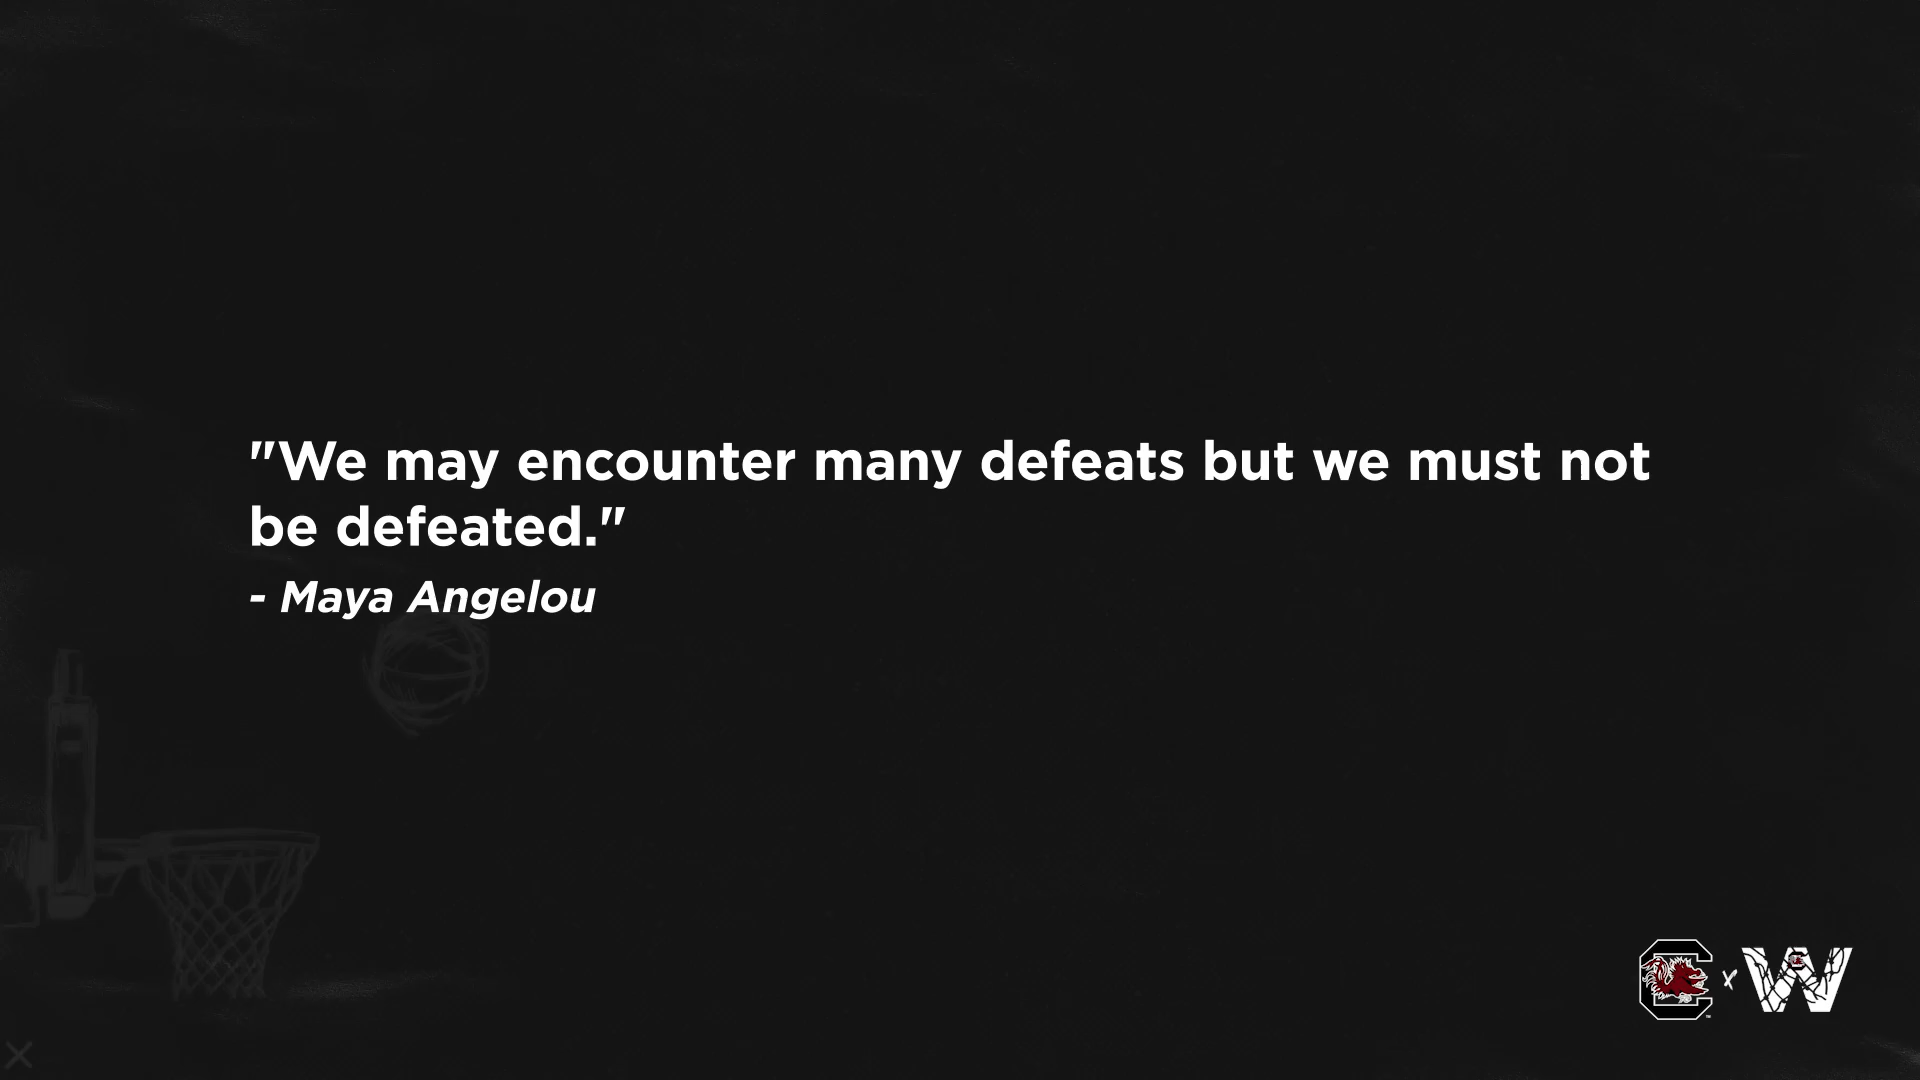 "We may encounter many defeats but we must not
be defeated."
- Maya Angelou
C x W